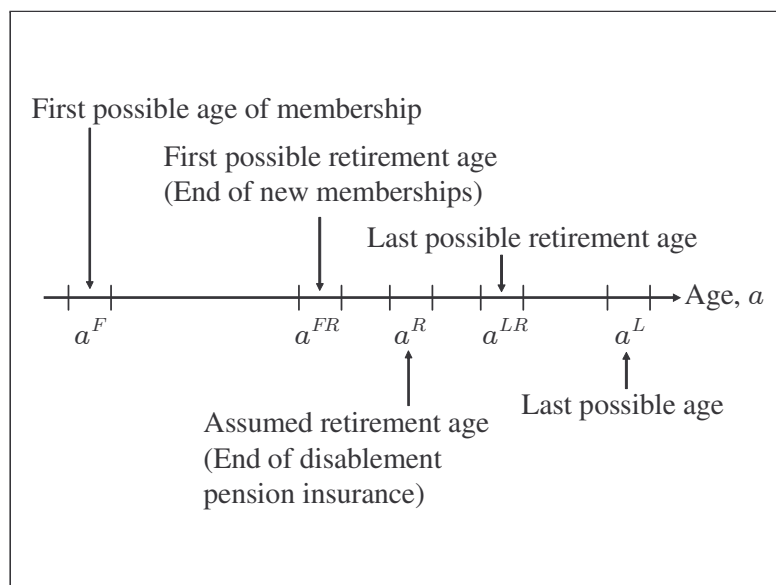 First possible age of membership
First possible retirement age
(End of new memberships)
Last possible retirement age
Age, a
a^F
a^{FR}
a^R
a^{LR}
a^L
Assumed retirement age
(End of disablement
pension insurance)
Last possible age